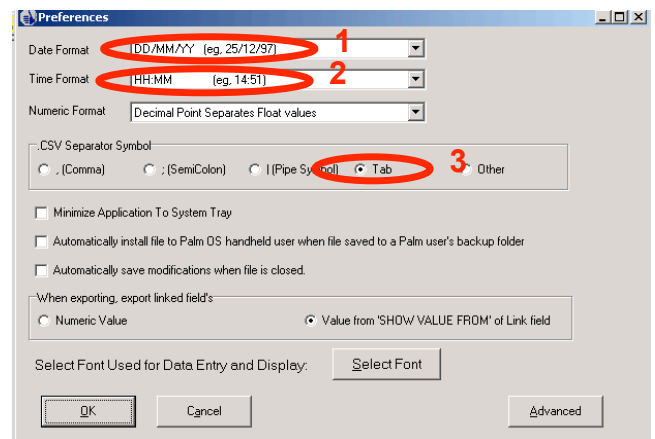 Preferences
Date Format DD/MM/YY (eg, 25/12/97) 1
Time Format HH:MM (eg, 14:51) 2
Numeric Format Decimal Point Separates Float values
.CSV Separator Symbol
, (Comma) ; (SemiColon) | (Pipe Symbol) Tab 3 Other
Minimize Application To System Tray
Automatically install file to Palm OS handheld user when file saved to a Palm user's backup folder
Automatically save modifications when file is closed.
When exporting, export linked field's
Numeric Value Value from 'SHOW VALUE FROM' of Link field
Select Font Used for Data Entry and Display: Select Font
OK Cancel Advanced